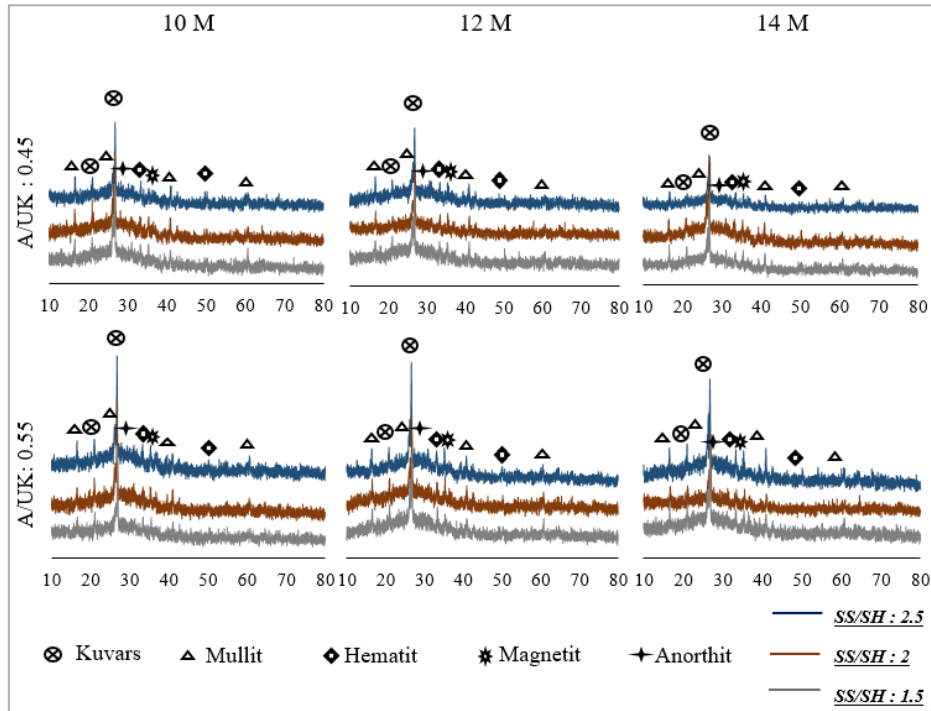 10 M 12 M 14 M
A/UK : 0.45
10 20 30 40 50 60 70 80 10 20 30 40 50 60 70 80 10 20 30 40 50 60 70 80
A/UK: 0.55
10 20 30 40 50 60 70 80 10 20 30 40 50 60 70 80 10 20 30 40 50 60 70 80
SS/SH : 2.5
Kuvars Mullit Hematit Magnetit Anorthit
SS/SH : 2
SS/SH : 1.5